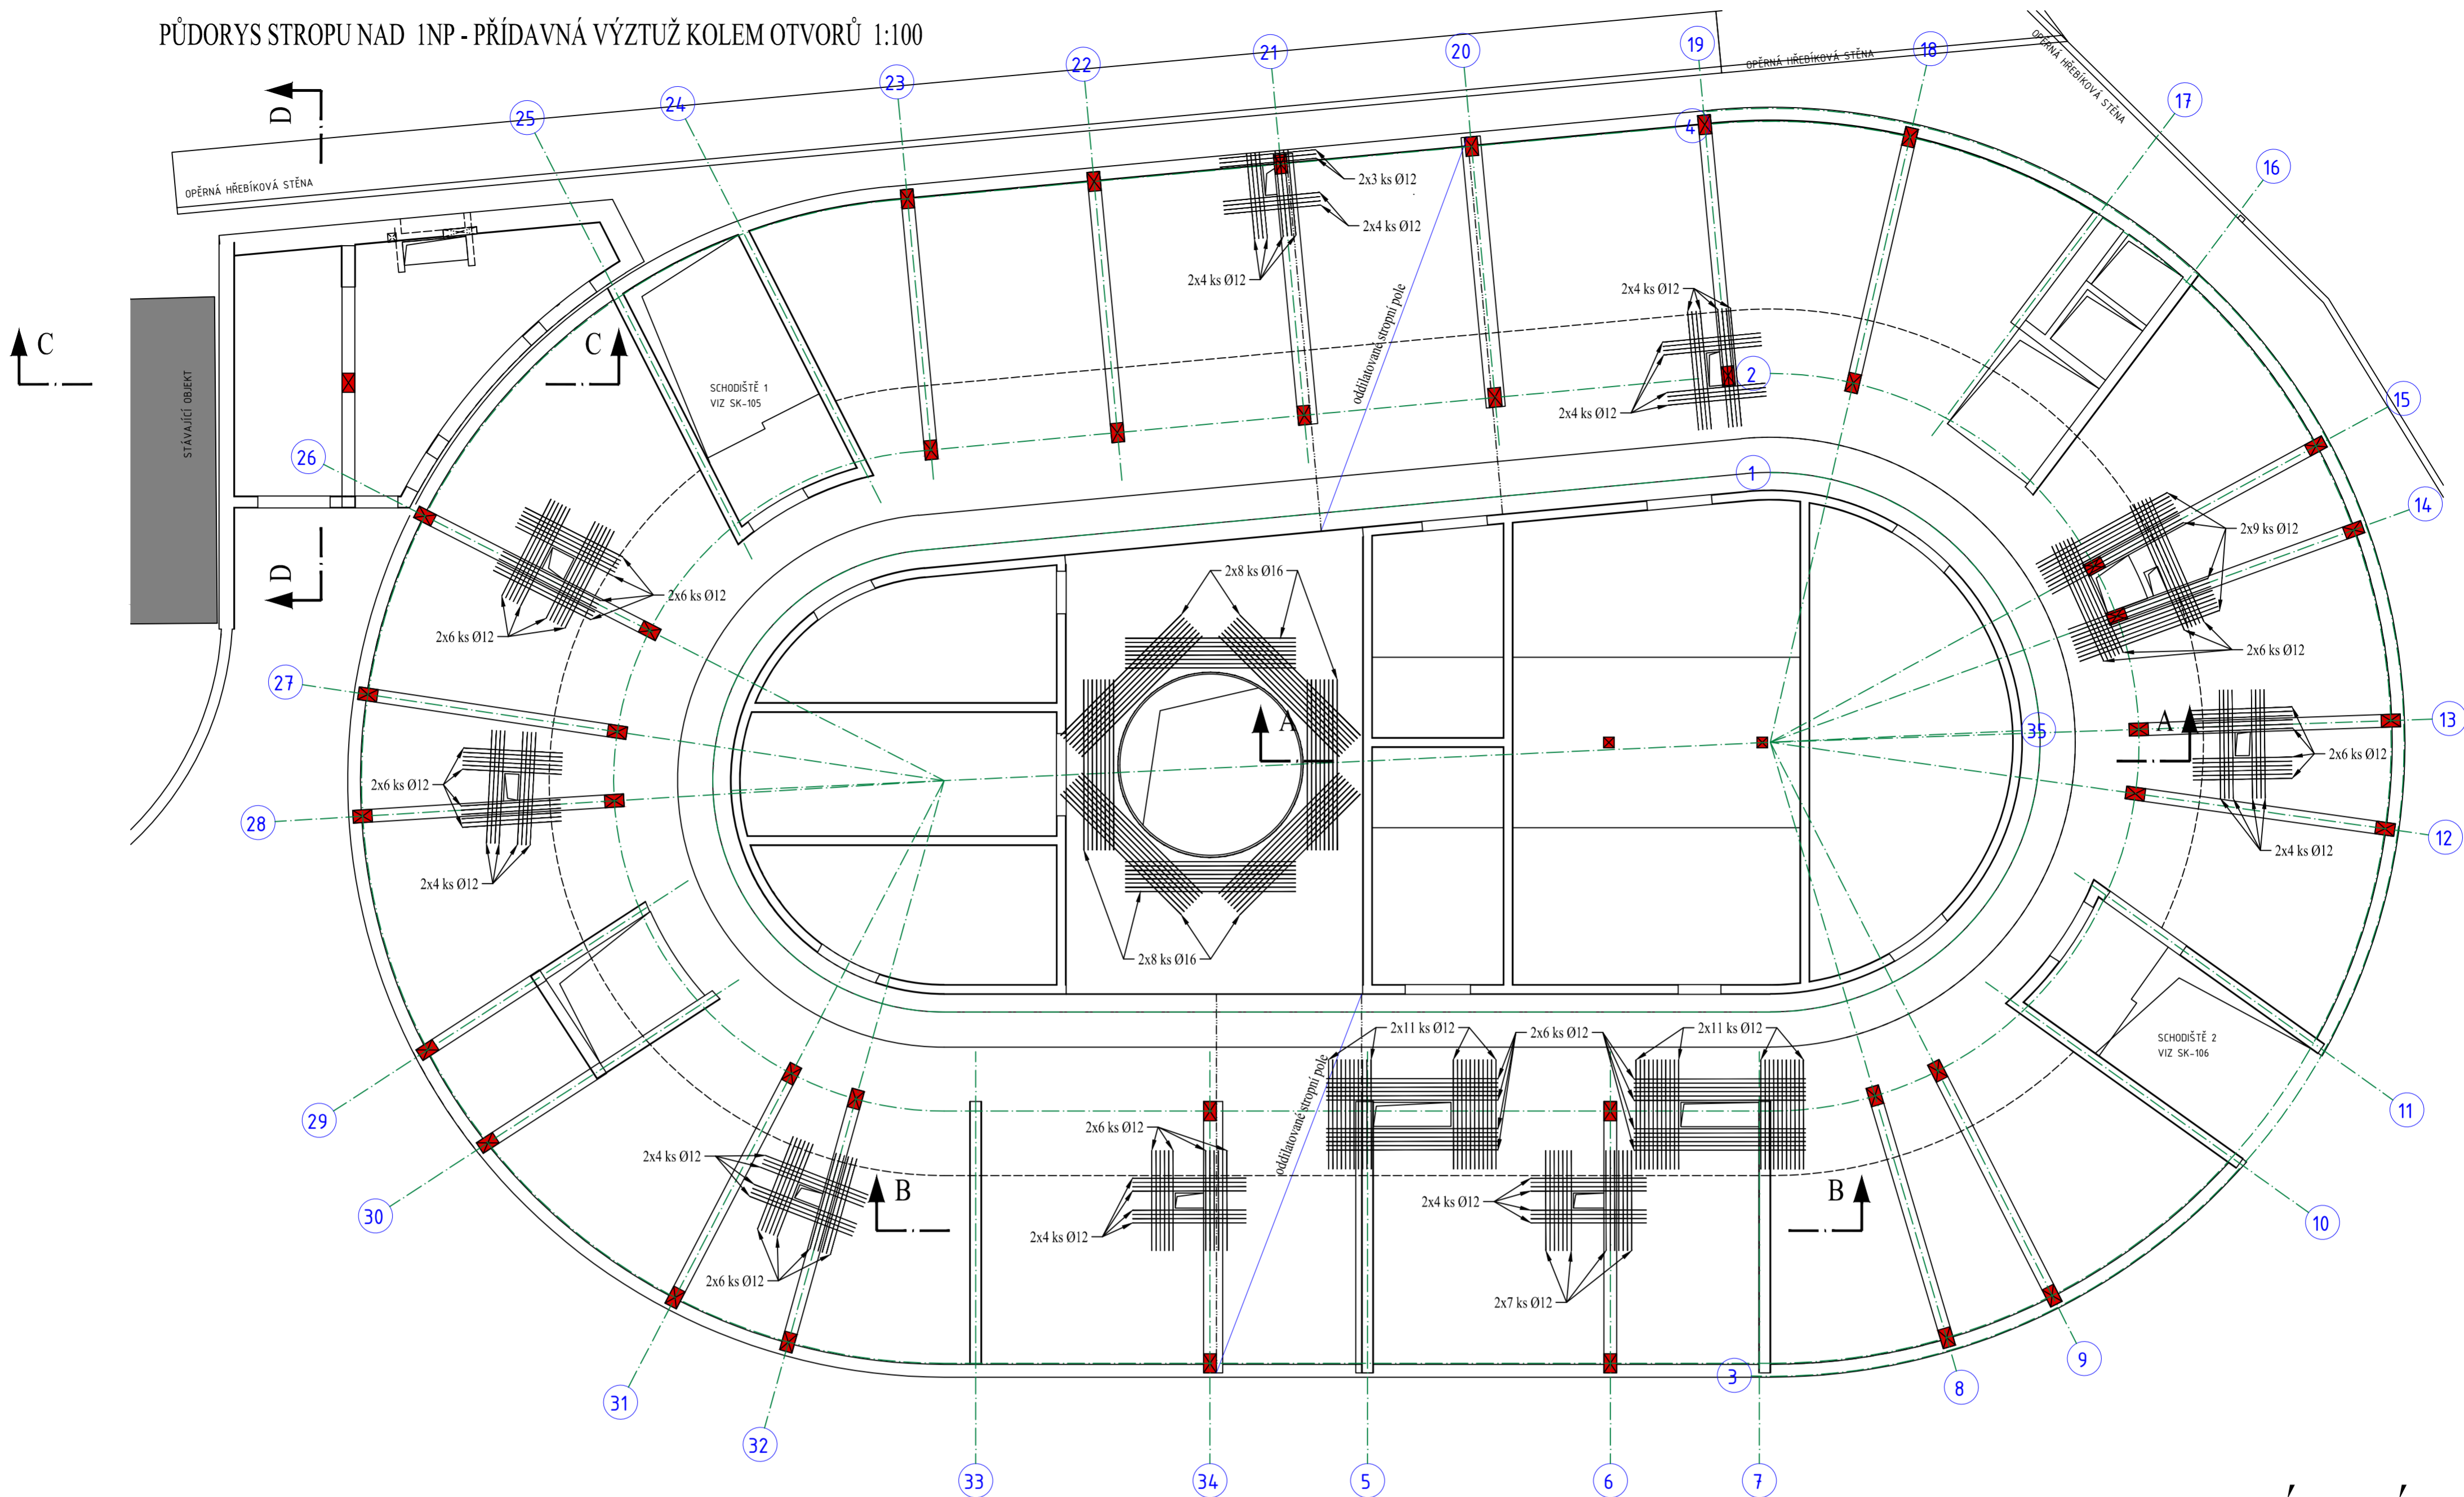 PŮDORYS STROPU NAD 1NP - PŘÍDAVNÁ VÝZTUŽ KOLEM OTVORŮ 1:100
19
20
21
22
23
24
25
18
17
16
OPĚRNÁ HŘEBÍKOVÁ STĚNA
OPĚRNÁ HŘEBÍKOVÁ STĚNA
OPĚRNÁ HŘEBÍKOVÁ STĚNA
D
4
2x3 ks Ø12
2x4 ks Ø12
2x4 ks Ø12
2x4 ks Ø12
2x4 ks Ø12
oddilatované stropní pole
C
C
STÁVAJÍCÍ OBJEKT
SCHODIŠTĚ 1
VIZ SK-105
2
1
15
14
26
D
2x9 ks Ø12
2x6 ks Ø12
2x6 ks Ø12
2x6 ks Ø12
2x8 ks Ø16
27
A
35
A
13
2x6 ks Ø12
2x6 ks Ø12
28
12
2x4 ks Ø12
2x4 ks Ø12
2x8 ks Ø16
2x11 ks Ø12
2x6 ks Ø12
2x11 ks Ø12
SCHODIŠTĚ 2
VIZ SK-106
oddilatované stropní pole
29
11
2x6 ks Ø12
2x4 ks Ø12
B
B
2x4 ks Ø12
30
10
2x4 ks Ø12
2x6 ks Ø12
2x7 ks Ø12
3
9
8
31
32
33
34
5
6
7